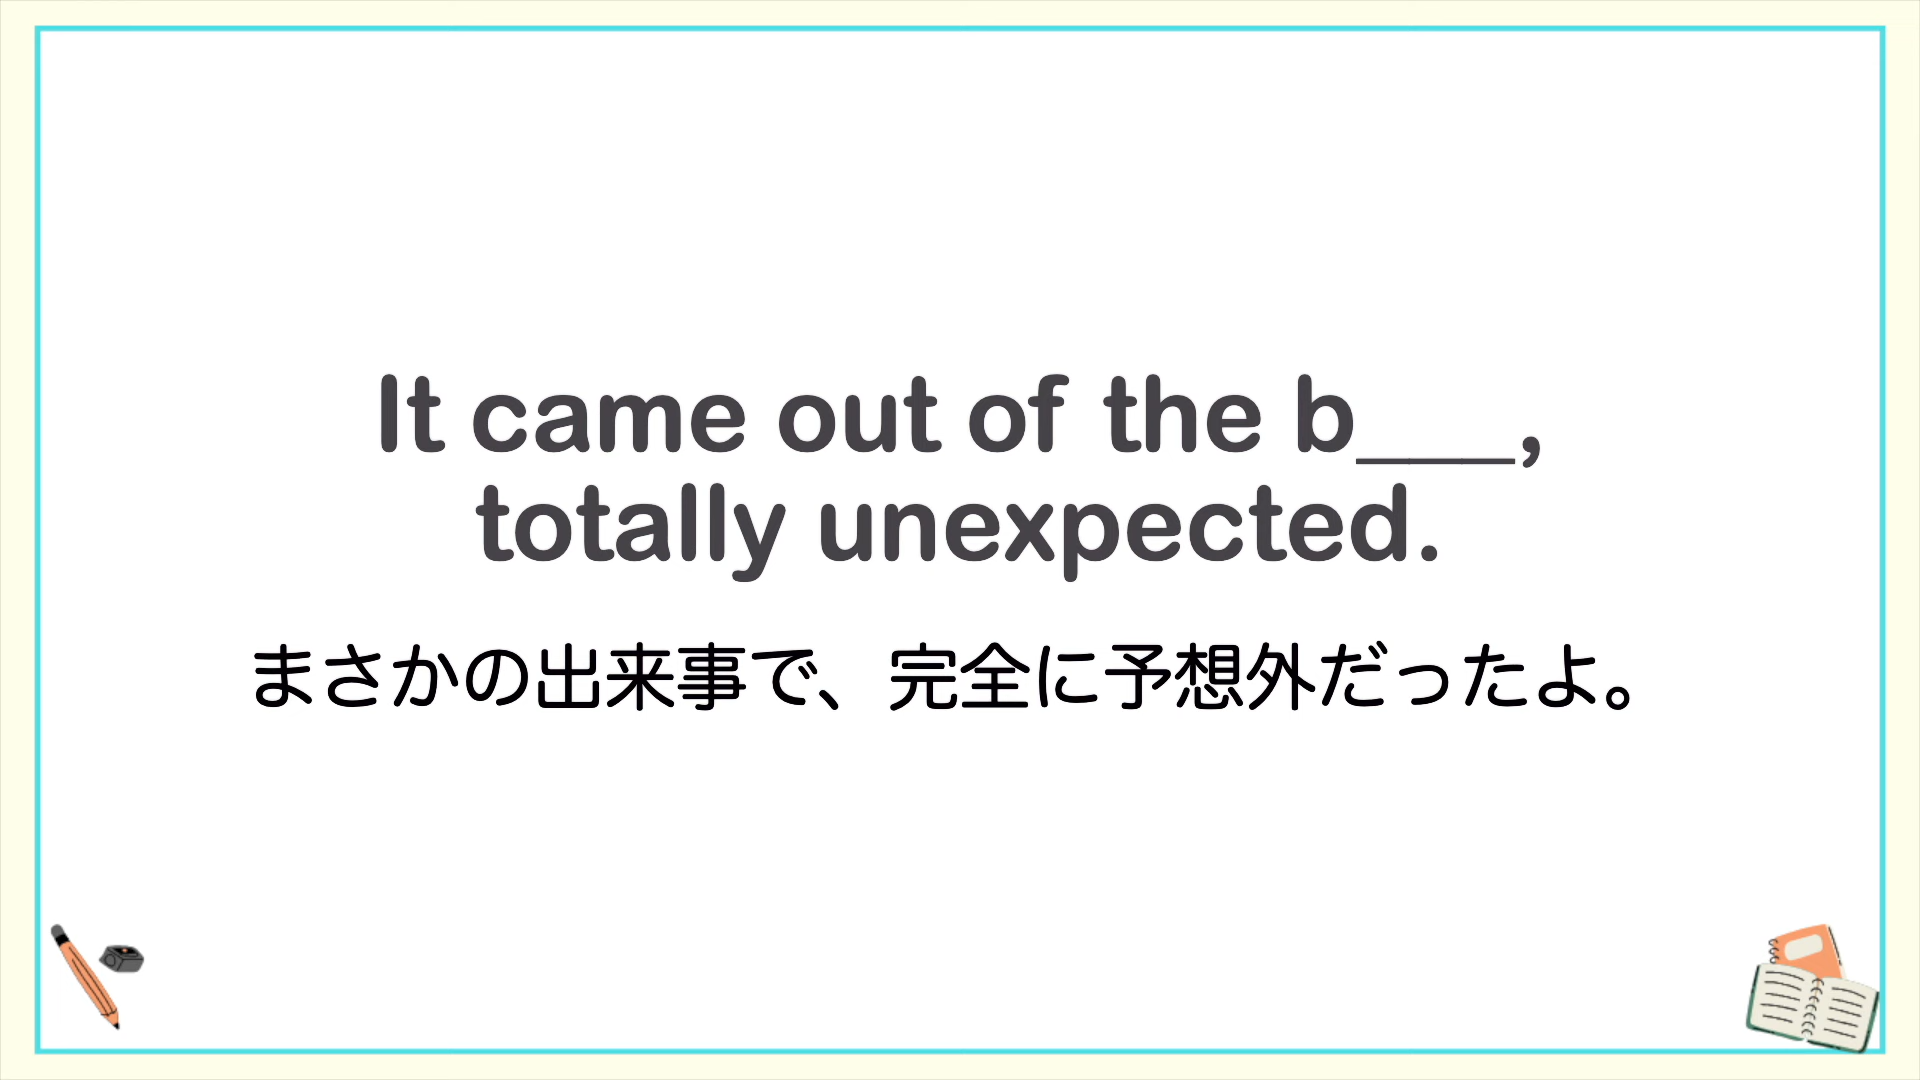 It came out of the b___,
totally unexpected.
まさかの出来事で、完全に予想外だったよ。